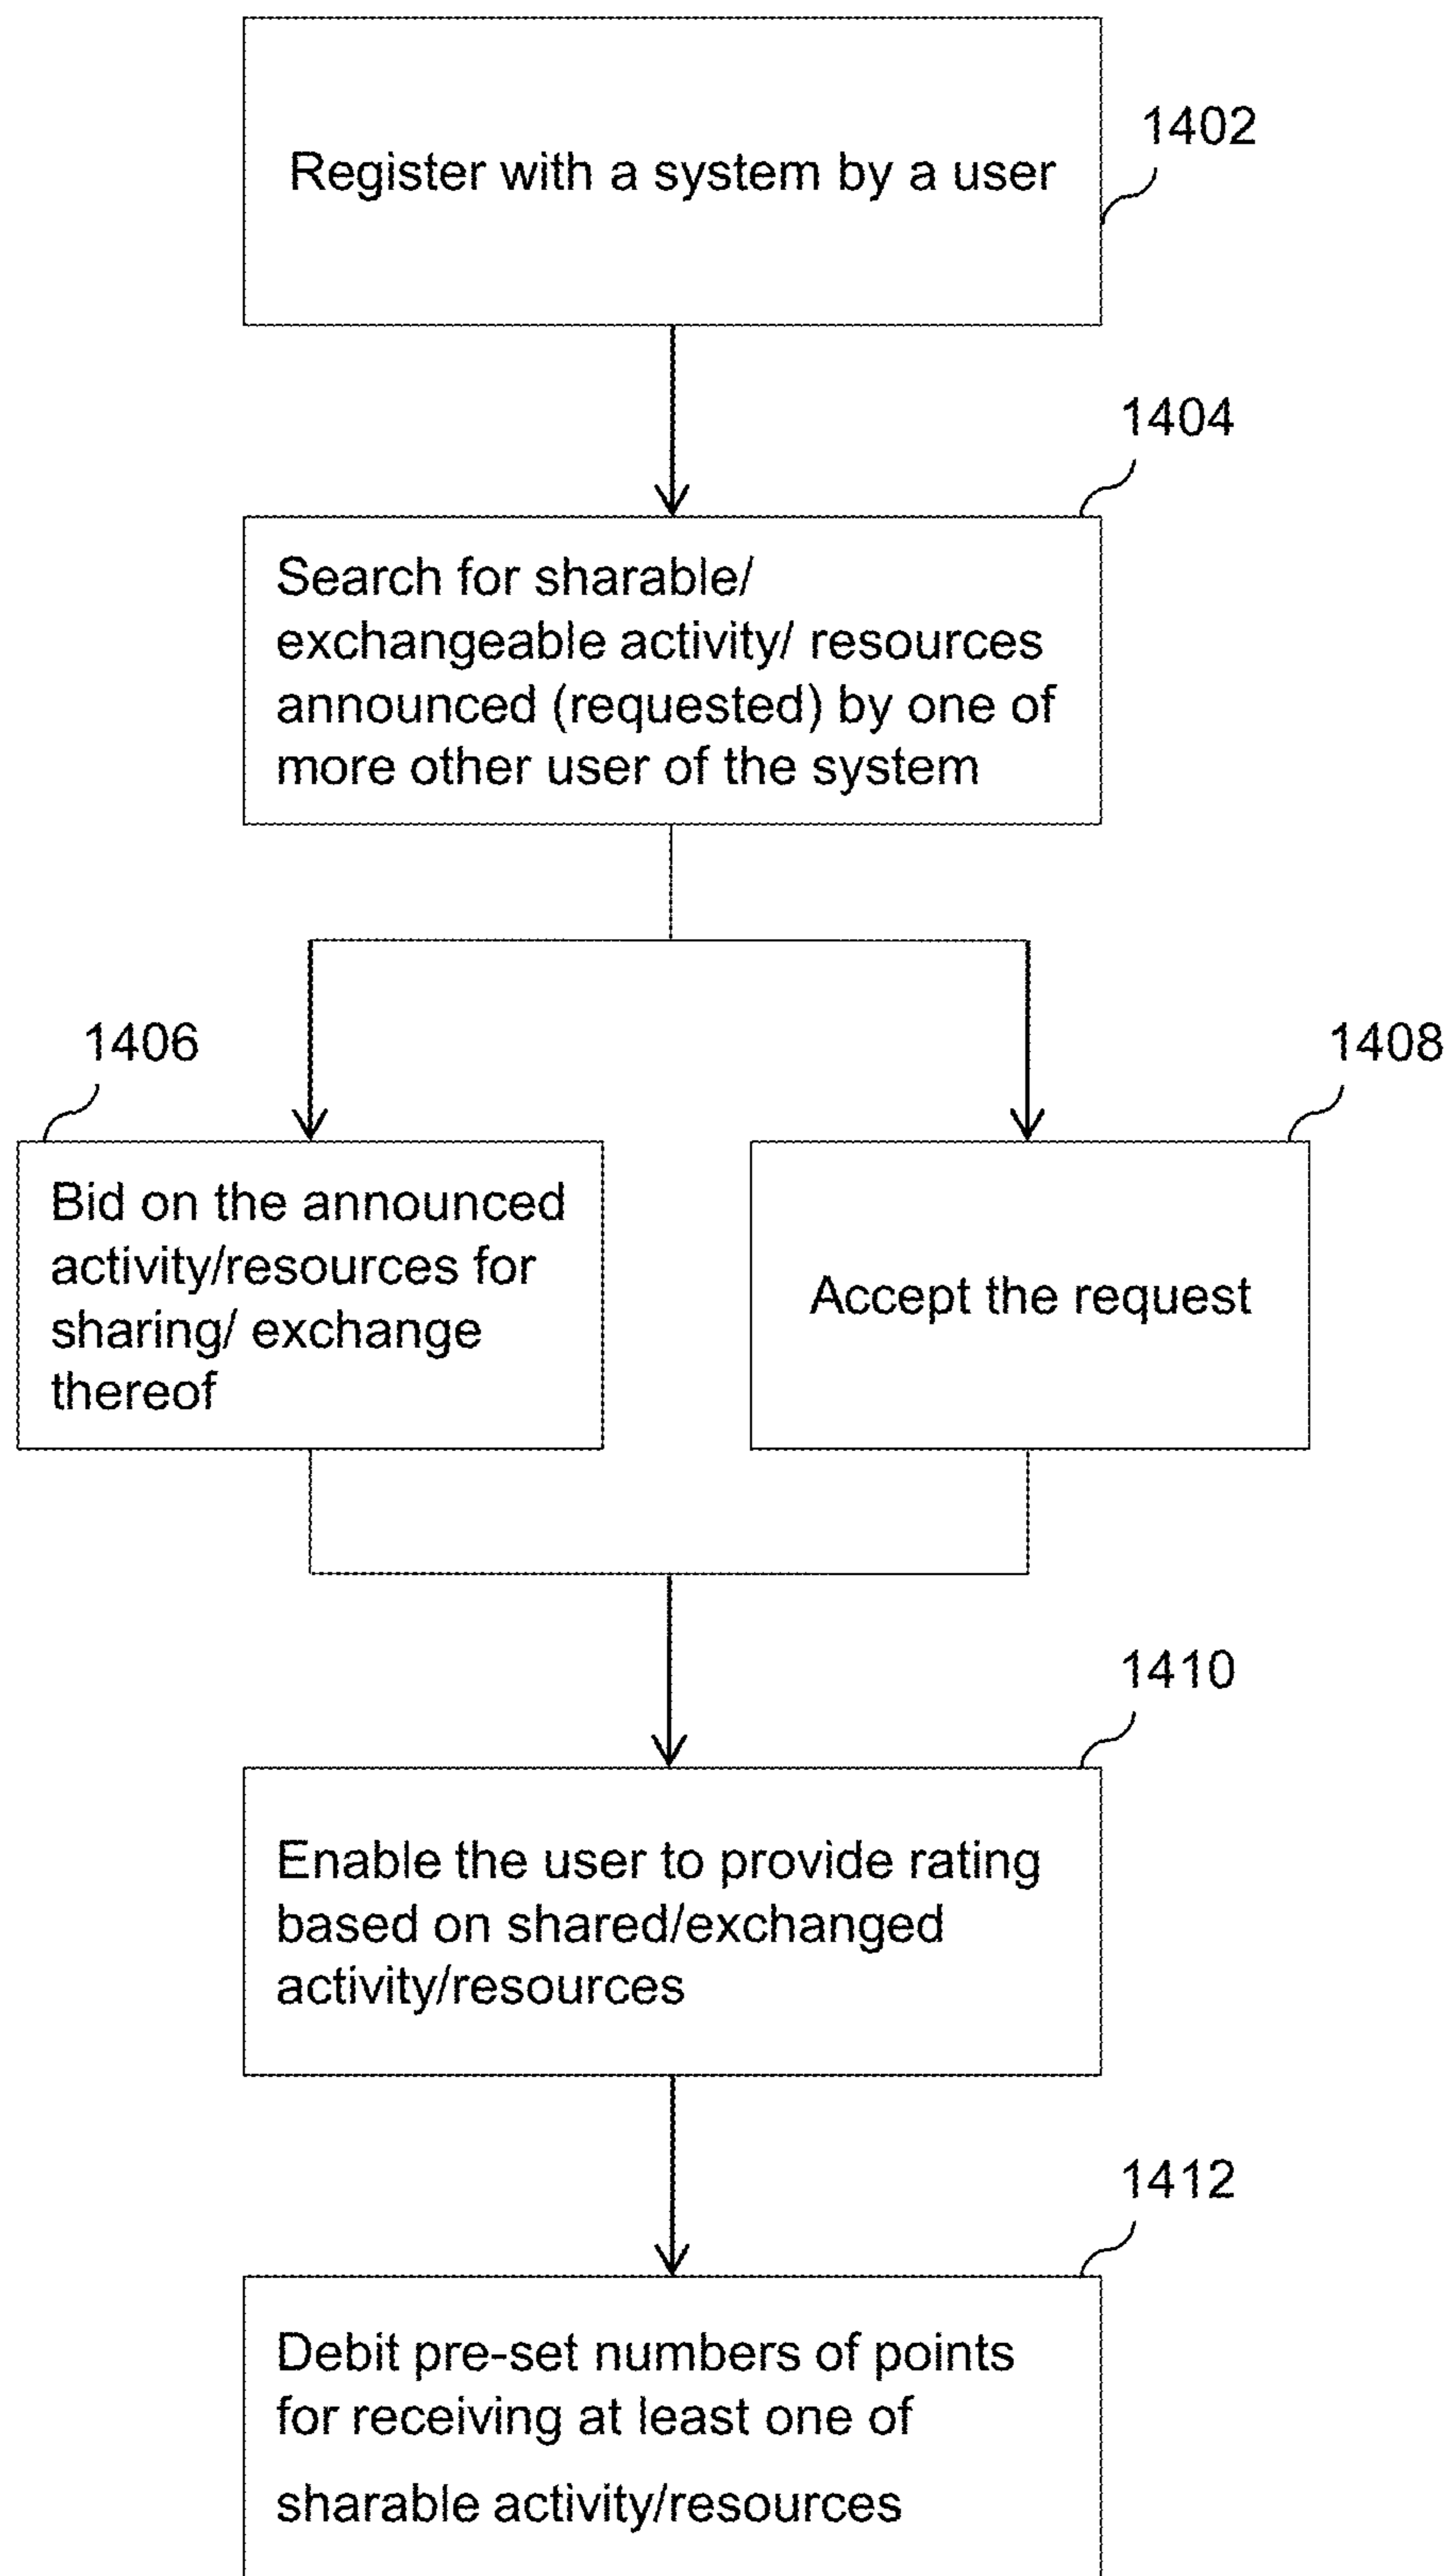 Register with a system by a user
1402
1404
Search for sharable/
exchangeable activity/ resources
announced (requested) by one of
more other user of the system
1406
1408
Bid on the announced
activity/resources for
sharing/ exchange
thereof
Accept the request
1410
Enable the user to provide rating
based on shared/exchanged
activity/resources
1412
Debit pre-set numbers of points
for receiving at least one of
sharable activity/resources